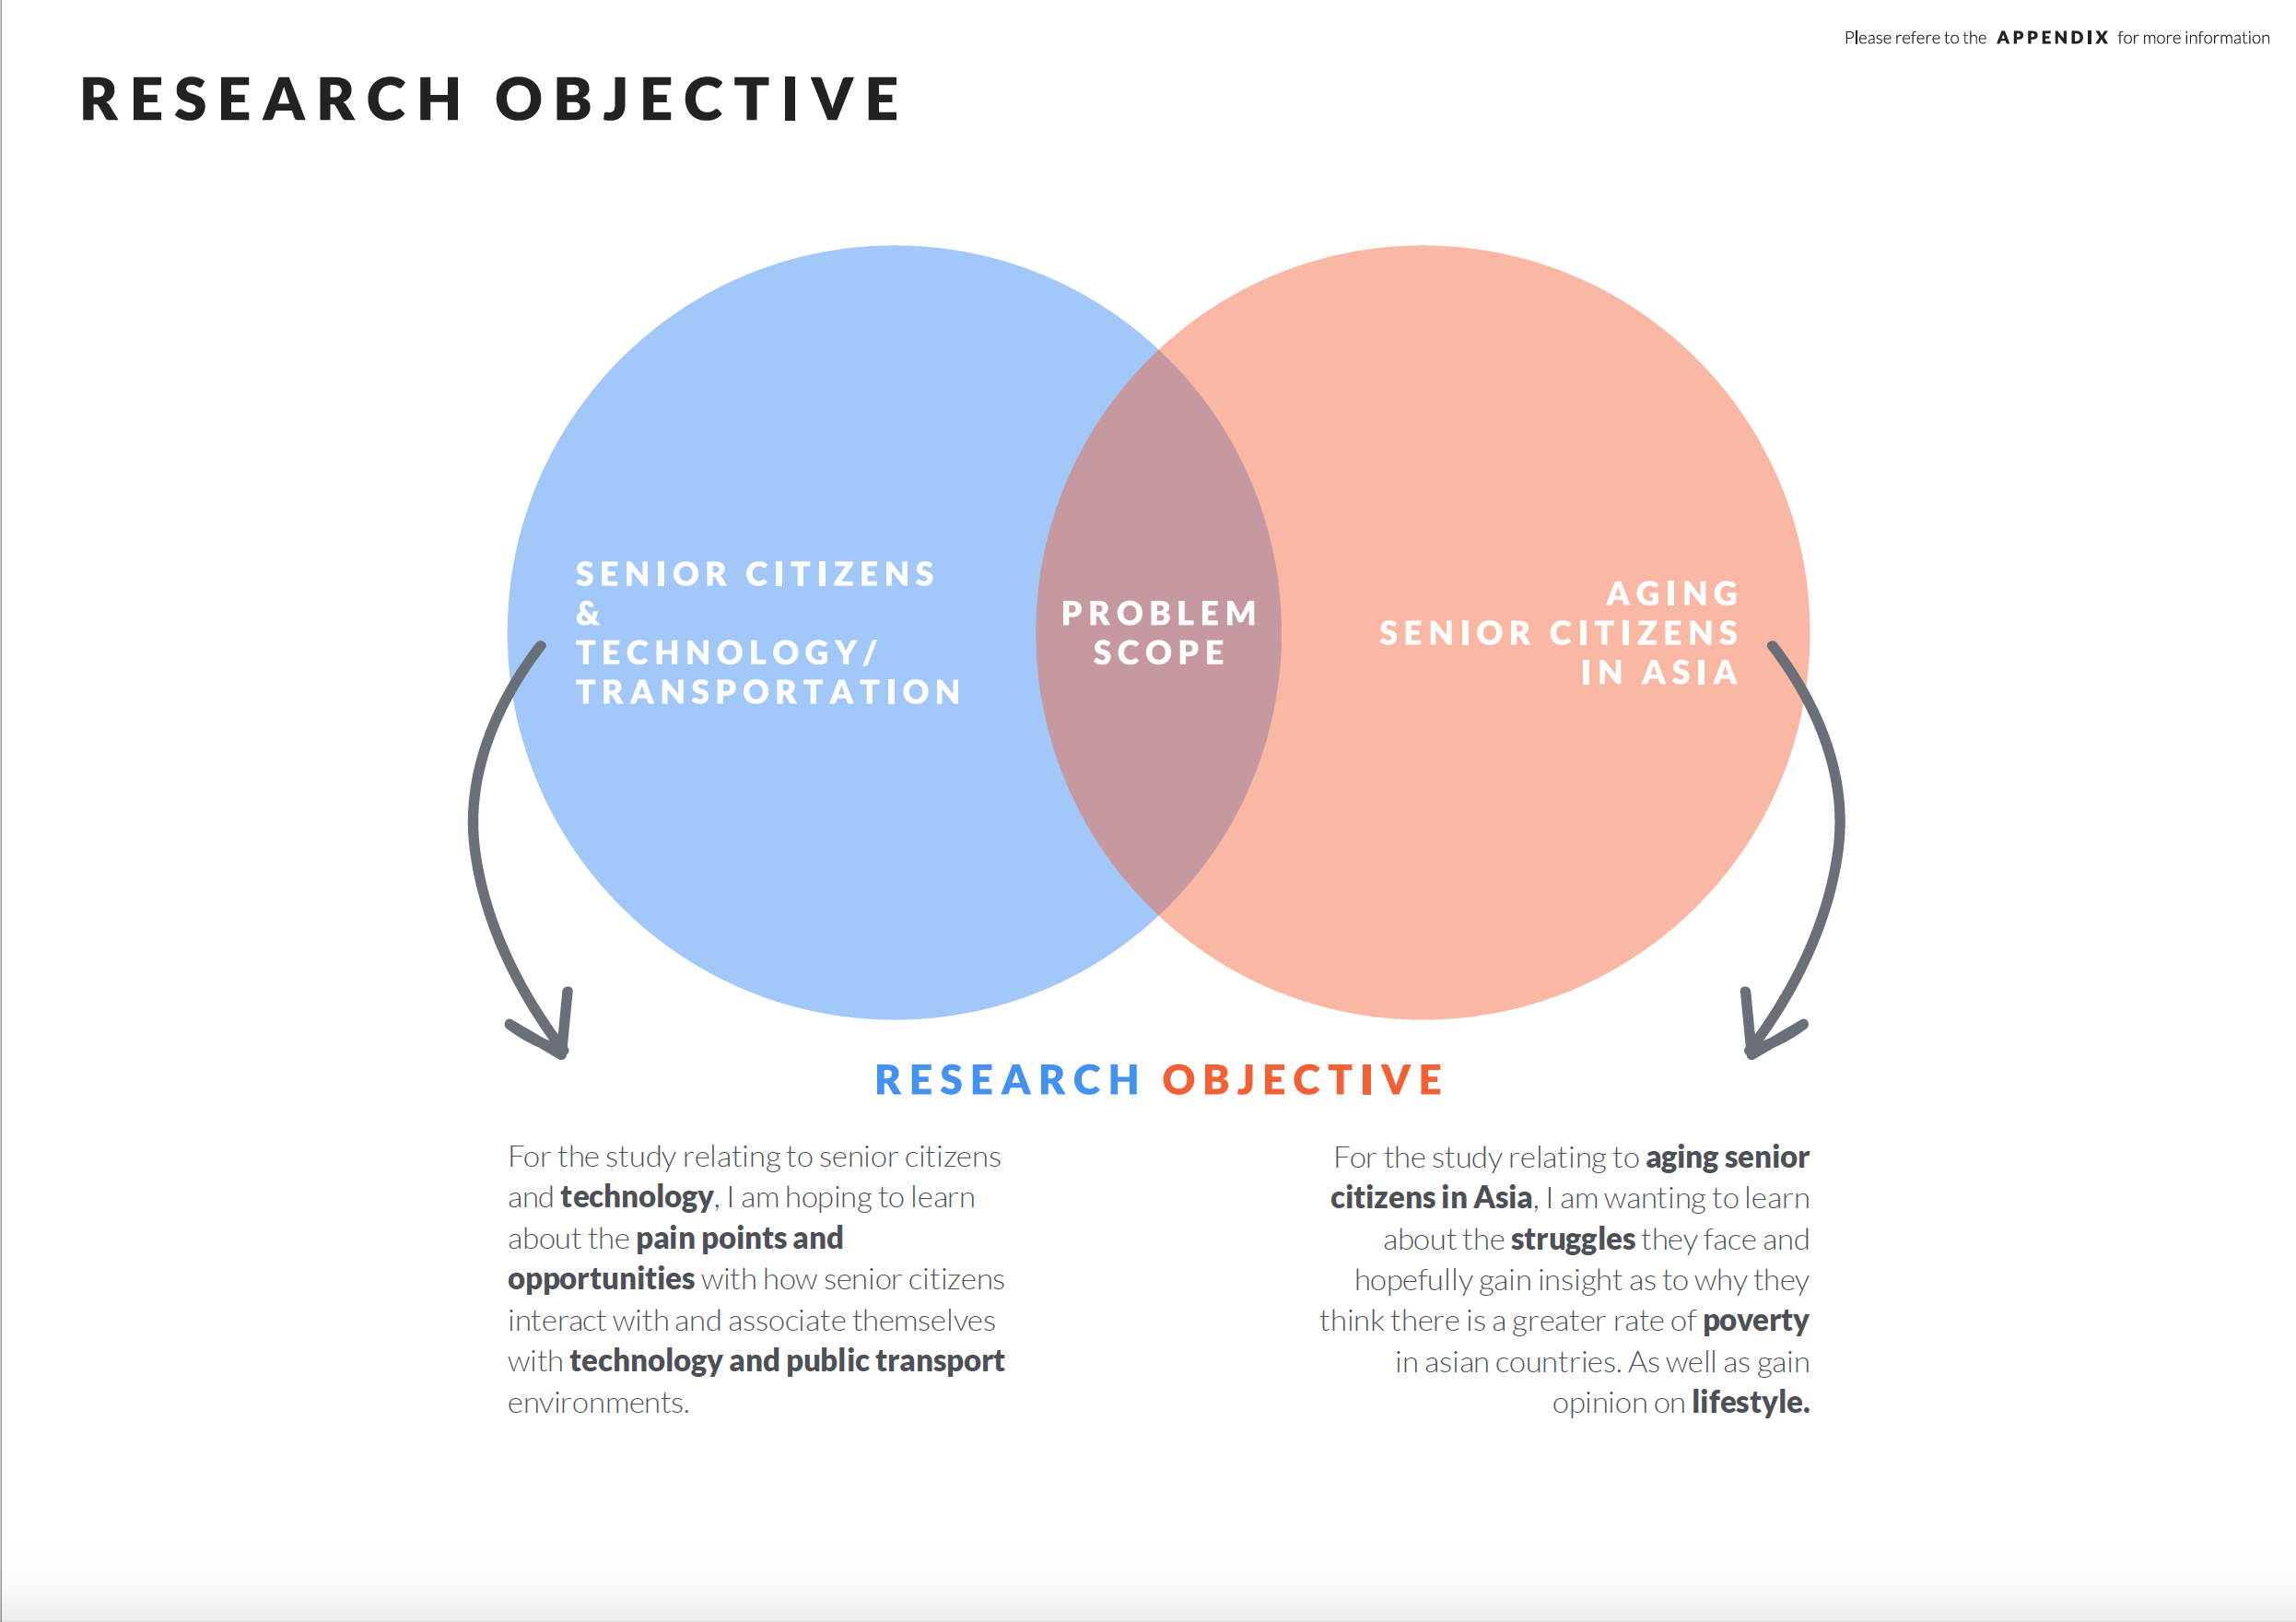 Please refere to the APPENDIX for more information
RESEARCH OBJECTIVE
SENIOR CITIZENS
&
TECHNOLOGY/
TRANSPORTATION
PROBLEM
SCOPE
AGING
SENIOR CITIZENS
IN ASIA
RESEARCH OBJECTIVE
For the study relating to senior citizens
and technology, I am hoping to learn
about the pain points and
opportunities with how senior citizens
interact with and associate themselves
with technology and public transport
environments.
For the study relating to aging senior
citizens in Asia, I am wanting to learn
about the struggles they face and
hopefully gain insight as to why they
think there is a greater rate of poverty
in asian countries. As well as gain
opinion on lifestyle.